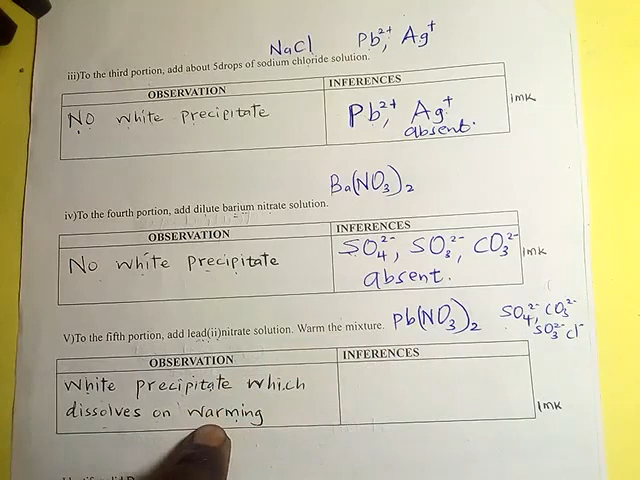 NaCl Pb²⁺, Ag⁺
iii)To the third portion, add about 5drops of sodium chloride solution.
OBSERVATION INFERENCES
No white precipitate Pb²⁺, Ag⁺
absent.
1mk
Ba(NO₃)₂
iv)To the fourth portion, add dilute barium nitrate solution.
OBSERVATION INFERENCES
No white precipitate SO₄²⁻, SO₃²⁻, CO₃²⁻
absent.
1mk
V)To the fifth portion, add lead(ii)nitrate solution. Warm the mixture. Pb(NO₃)₂ SO₄²⁻, CO₃²⁻
SO₃²⁻ Cl⁻
OBSERVATION INFERENCES
White precipitate which
dissolves on warming
1mk